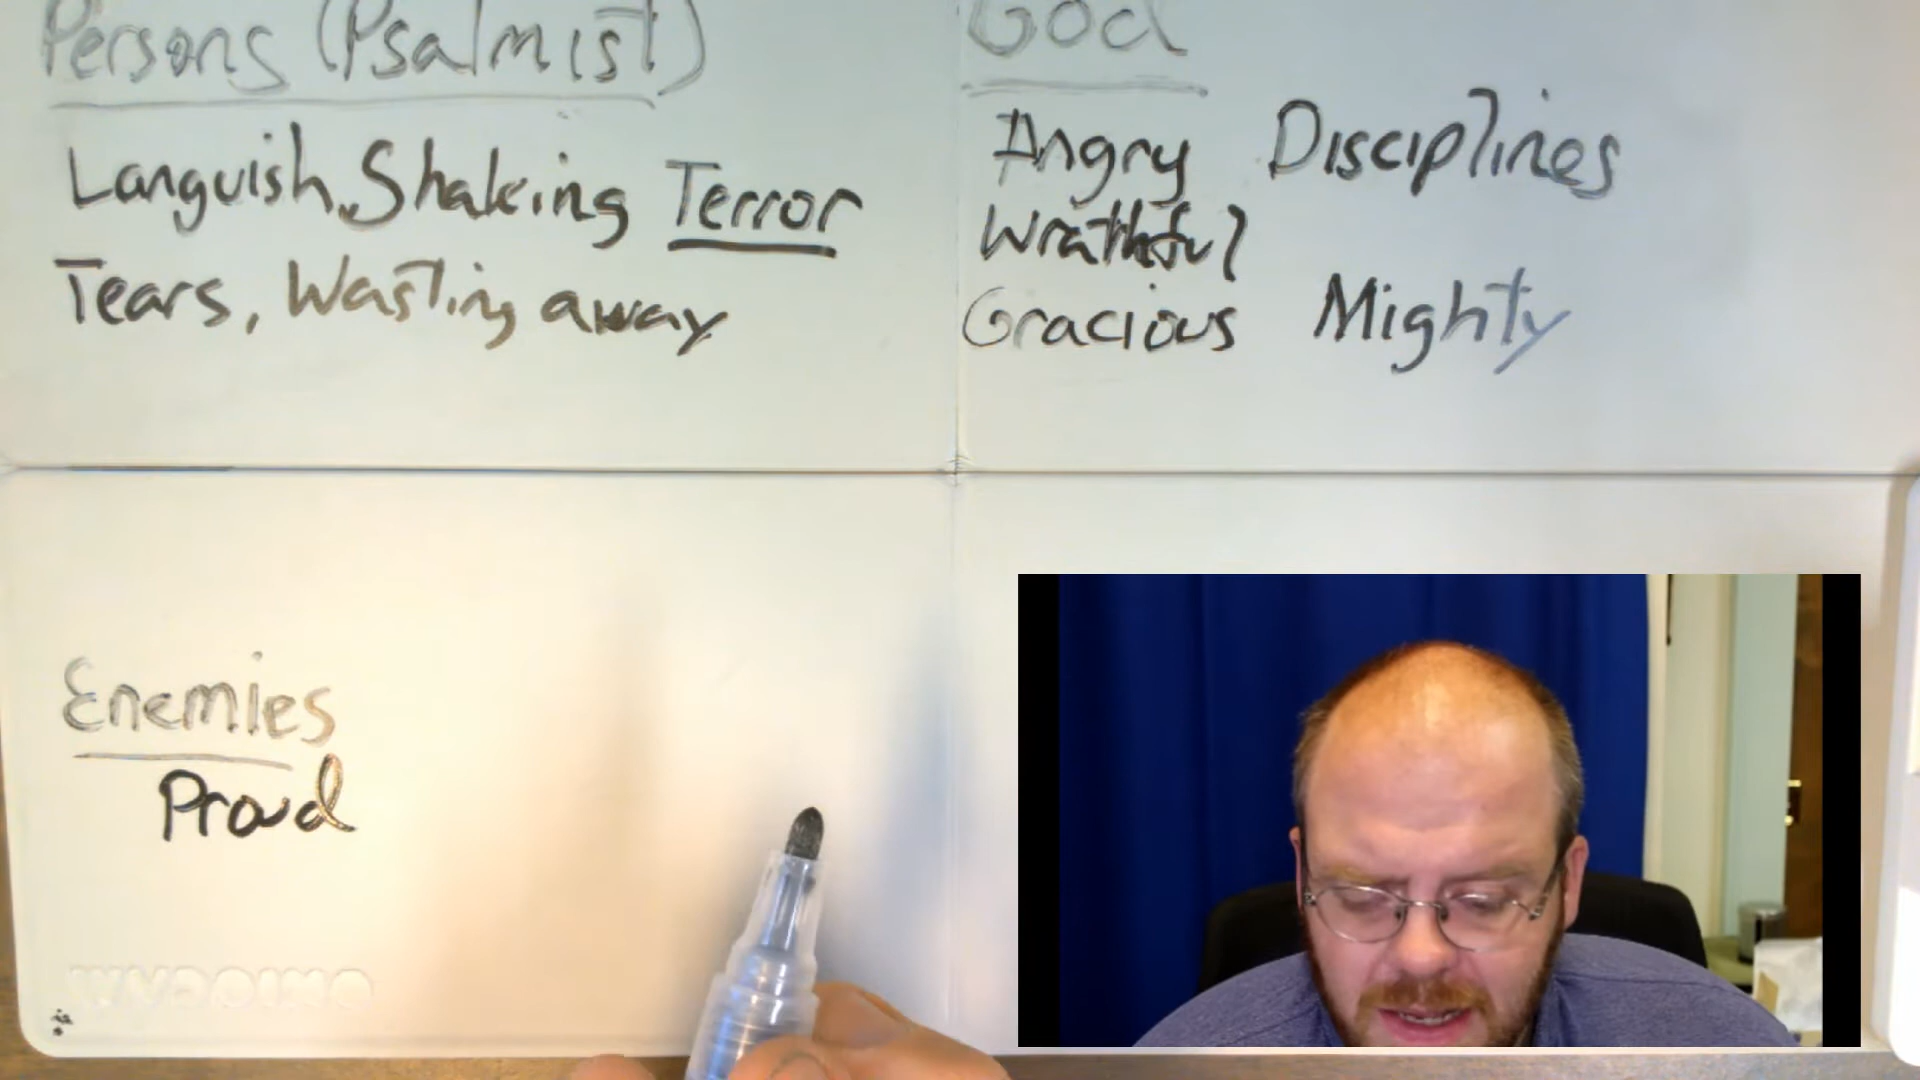 Persons (Psalmist)
Languish, Shaking Terror
Tears, Wasting away
God
Angry Disciplines
Wrathful
Gracious Mighty
Enemies
Proud